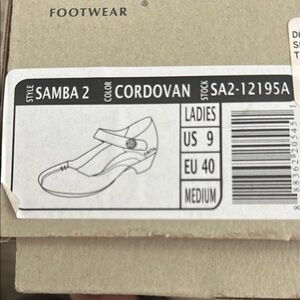 FOOTWEAR ®
STYLE SAMBA 2 COLOR CORDOVAN STOCK SA2-12195A
LADIES
US 9
EU 40
MEDIUM